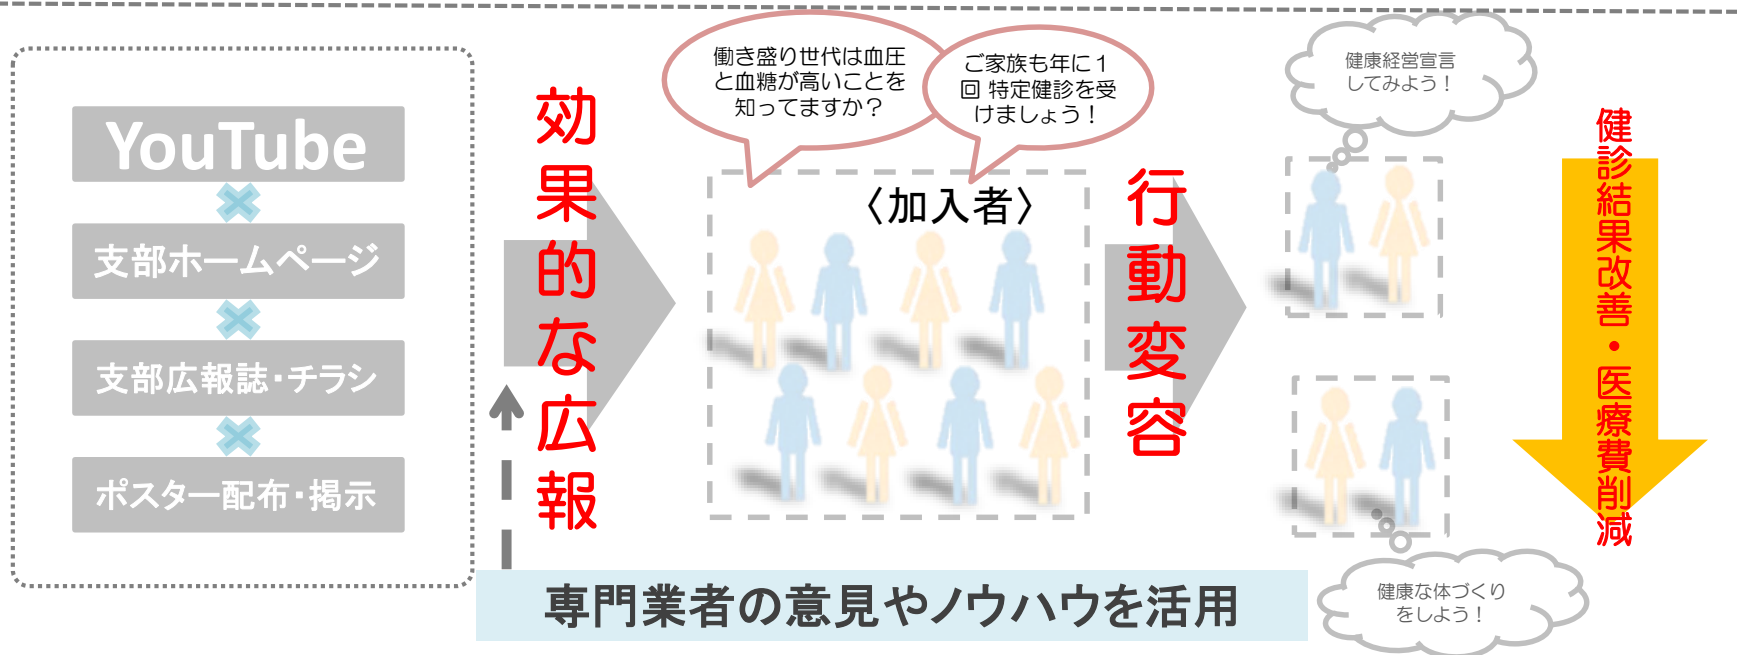 YouTube
支部ホームページ
支部広報誌・チラシ
ポスター配布・掲示
効果的な広報
働き盛り世代は血圧
と血糖が高いことを
知ってますか？
ご家族も年に１
回 特定健診を受
けましょう！
〈加入者〉
行動変容
健康経営宣言
してみよう！
健康な体づくり
をしよう！
健診結果改善・医療費削減
専門業者の意見やノウハウを活用